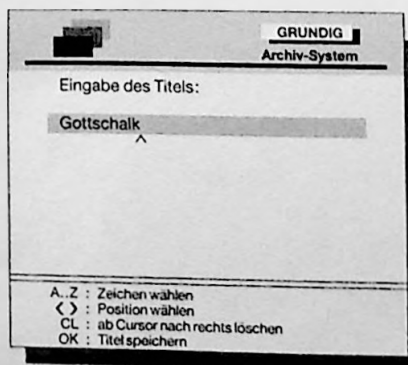 GRUNDIG
Archiv-System
Eingabe des Titels:
Gottschalk
^
A..Z : Zeichen wählen
< > : Position wählen
CL : ab Cursor nach rechts löschen
OK : Titel speichern